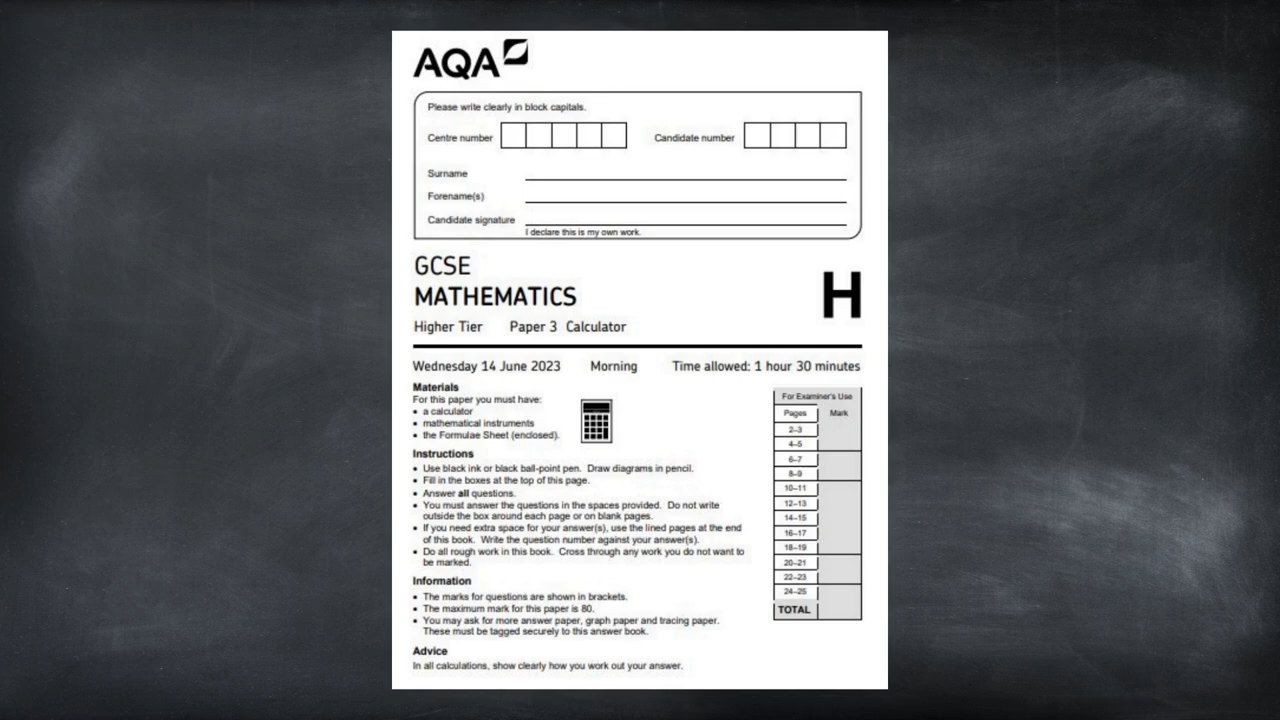 AQA
Please write clearly in block capitals.
Centre number Candidate number
Surname
Forename(s)
Candidate signature
I declare this is my own work.
GCSE
MATHEMATICS
H
Higher Tier Paper 3 Calculator
Wednesday 14 June 2023 Morning Time allowed: 1 hour 30 minutes
Materials
For this paper you must have:
• a calculator
• mathematical instruments
• the Formulae Sheet (enclosed).
Instructions
• Use black ink or black ball-point pen. Draw diagrams in pencil.
• Fill in the boxes at the top of this page.
• Answer all questions.
• You must answer the questions in the spaces provided. Do not write
outside the box around each page or on blank pages.
• If you need extra space for your answer(s), use the lined pages at the end
of this book. Write the question number against your answer(s).
• Do all rough work in this book. Cross through any work you do not want to
be marked.
Information
• The marks for questions are shown in brackets.
• The maximum mark for this paper is 80.
• You may ask for more answer paper, graph paper and tracing paper.
These must be tagged securely to this answer book.
Advice
In all calculations, show clearly how you work out your answer.
For Examiner's Use
Pages Mark
2–3
4–5
6–7
8–9
10–11
12–13
14–15
16–17
18–19
20–21
22–23
24–25
TOTAL